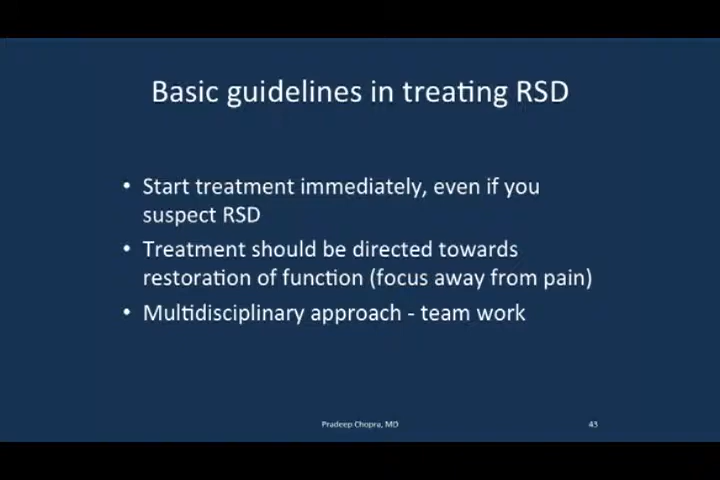 Basic guidelines in treating RSD
• Start treatment immediately, even if you
suspect RSD
• Treatment should be directed towards
restoration of function (focus away from pain)
• Multidisciplinary approach - team work
Pradeep Chopra, MD
43